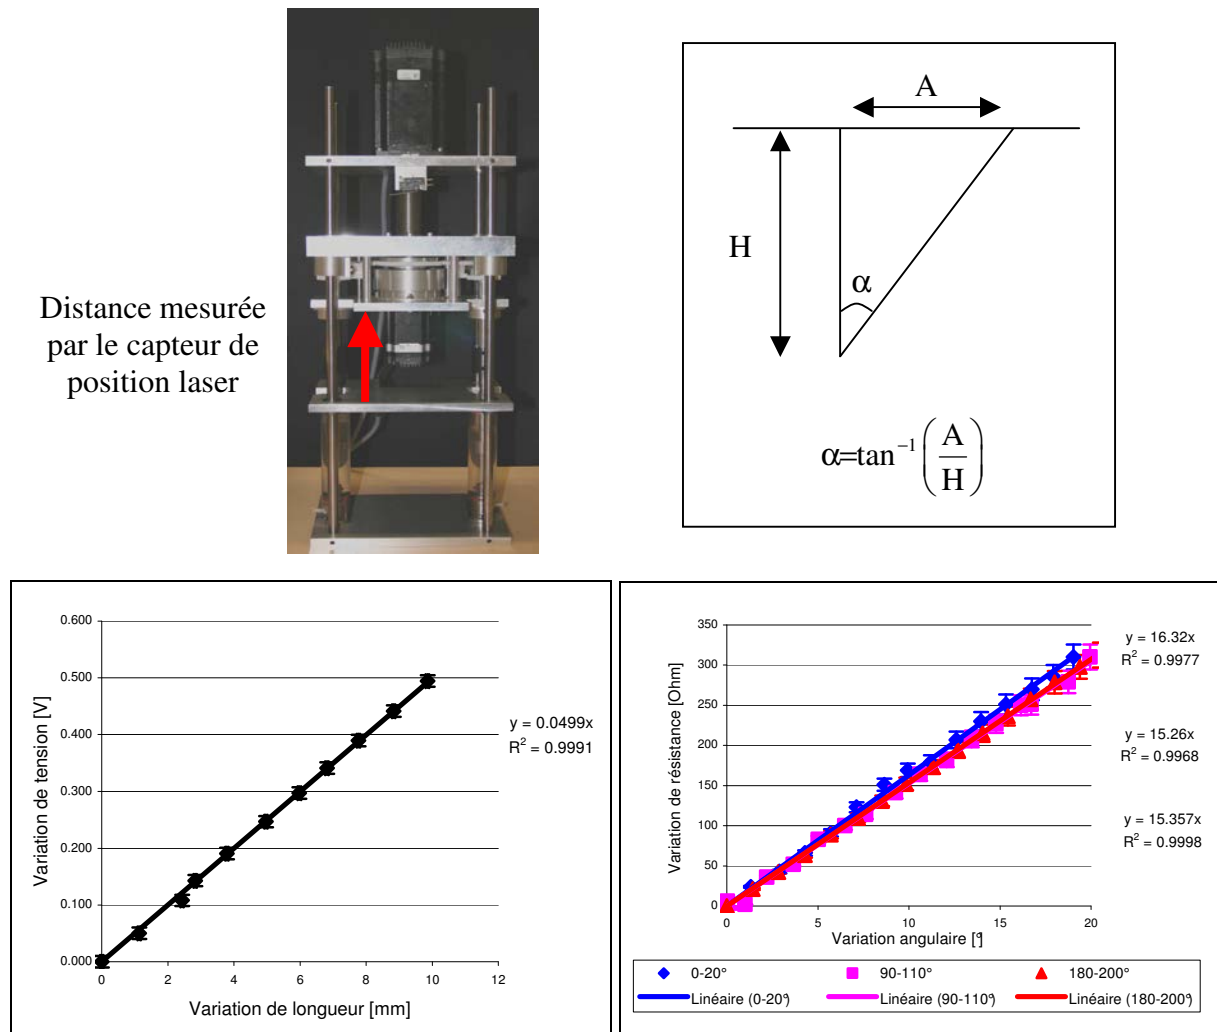 Distance mesurée
par le capteur de
position laser
A
H
α
α=tan⁻¹(A/H)
0.600
0.500
0.400
0.300
0.200
0.100
0.000
0 2 4 6 8 10 12
Variation de tension [V]
Variation de longueur [mm]
y = 0.0499x
R² = 0.9991
350
300
250
200
150
100
50
0
0 5 10 15 20
Variation de résistance [Ohm]
Variation angulaire [°]
y = 16.32x
R² = 0.9977
y = 15.26x
R² = 0.9968
y = 15.357x
R² = 0.9998
0-20° 90-110° 180-200°
Linéaire (0-20°) Linéaire (90-110°) Linéaire (180-200°)